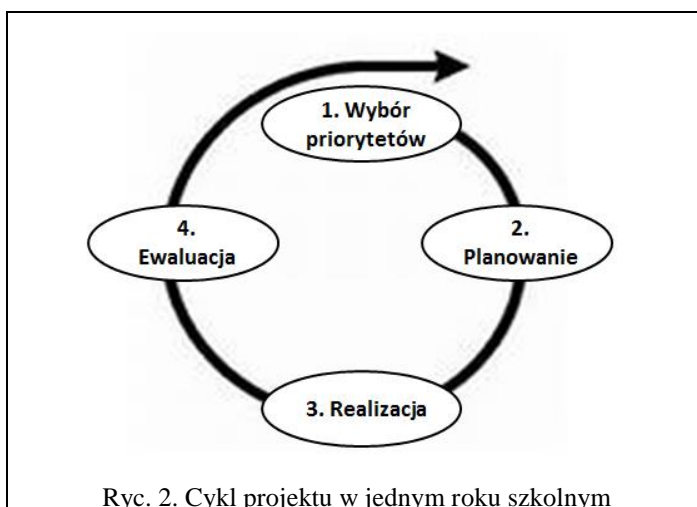 1. Wybór
priorytetów
2.
Planowanie
3. Realizacja
4.
Ewaluacja
Ryc. 2. Cykl projektu w jednym roku szkolnym